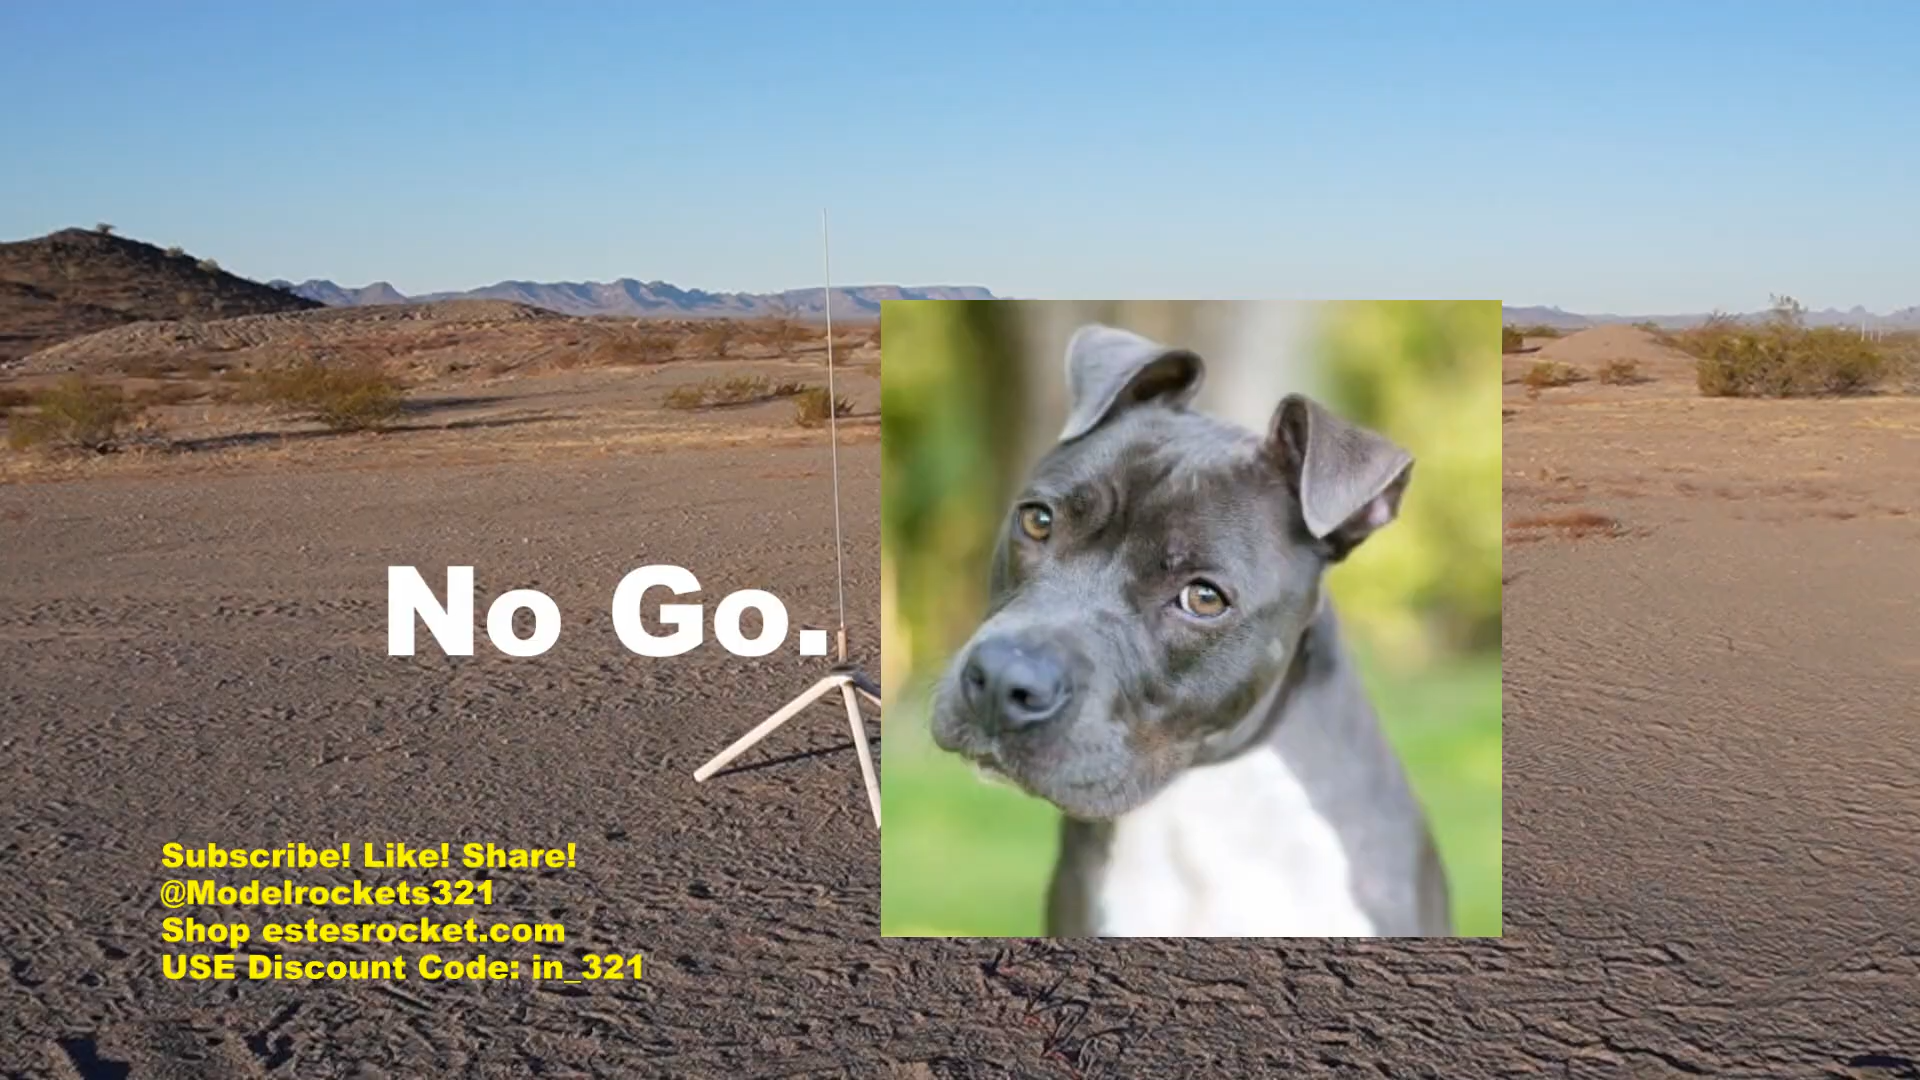 No Go.
Subscribe! Like! Share!
@Modelrockets321
Shop estesrocket.com
USE Discount Code: in_321